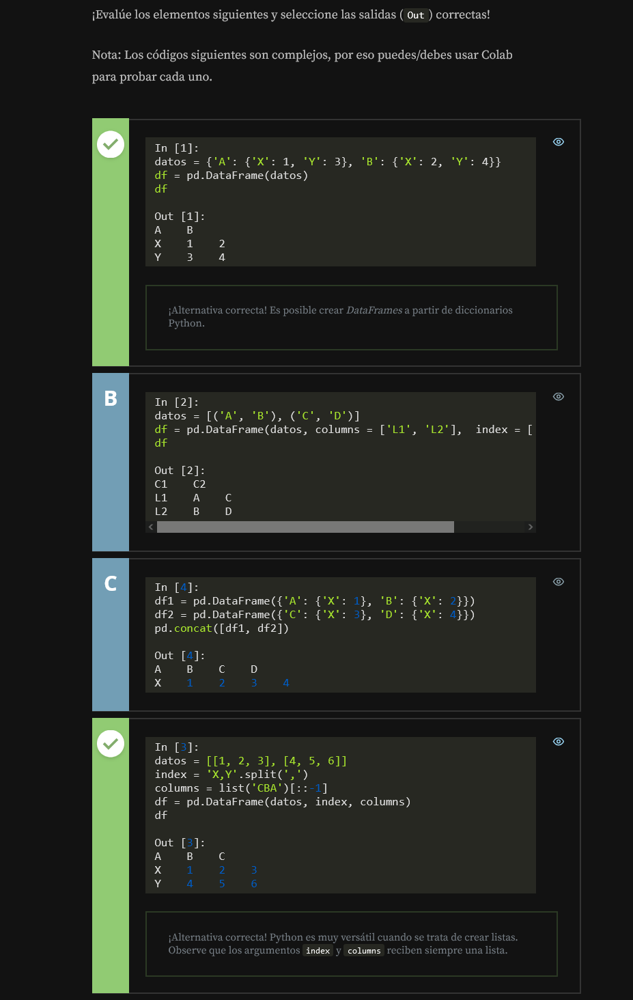 ¡Evalúe los elementos siguientes y seleccione las salidas ( Out ) correctas!
Nota: Los códigos siguientes son complejos, por eso puedes/debes usar Colab
para probar cada uno.
In [1]:
datos = {'A': {'X': 1, 'Y': 3}, 'B': {'X': 2, 'Y': 4}}
df = pd.DataFrame(datos)
df
Out [1]:
A    B
X    1    2
Y    3    4
¡Alternativa correcta! Es posible crear DataFrames a partir de diccionarios
Python.
B
In [2]:
datos = [('A', 'B'), ('C', 'D')]
df = pd.DataFrame(datos, columns = ['L1', 'L2'],  index = [
df
Out [2]:
C1    C2
L1    A    C
L2    B    D
C
In [4]:
df1 = pd.DataFrame({'A': {'X': 1}, 'B': {'X': 2}})
df2 = pd.DataFrame({'C': {'X': 3}, 'D': {'X': 4}})
pd.concat([df1, df2])
Out [4]:
A    B    C    D
X    1    2    3    4
In [3]:
datos = [[1, 2, 3], [4, 5, 6]]
index = 'X,Y'.split(',')
columns = list('CBA')[::-1]
df = pd.DataFrame(datos, index, columns)
df
Out [3]:
A    B    C
X    1    2    3
Y    4    5    6
¡Alternativa correcta! Python es muy versátil cuando se trata de crear listas.
Observe que los argumentos index y columns reciben siempre una lista.